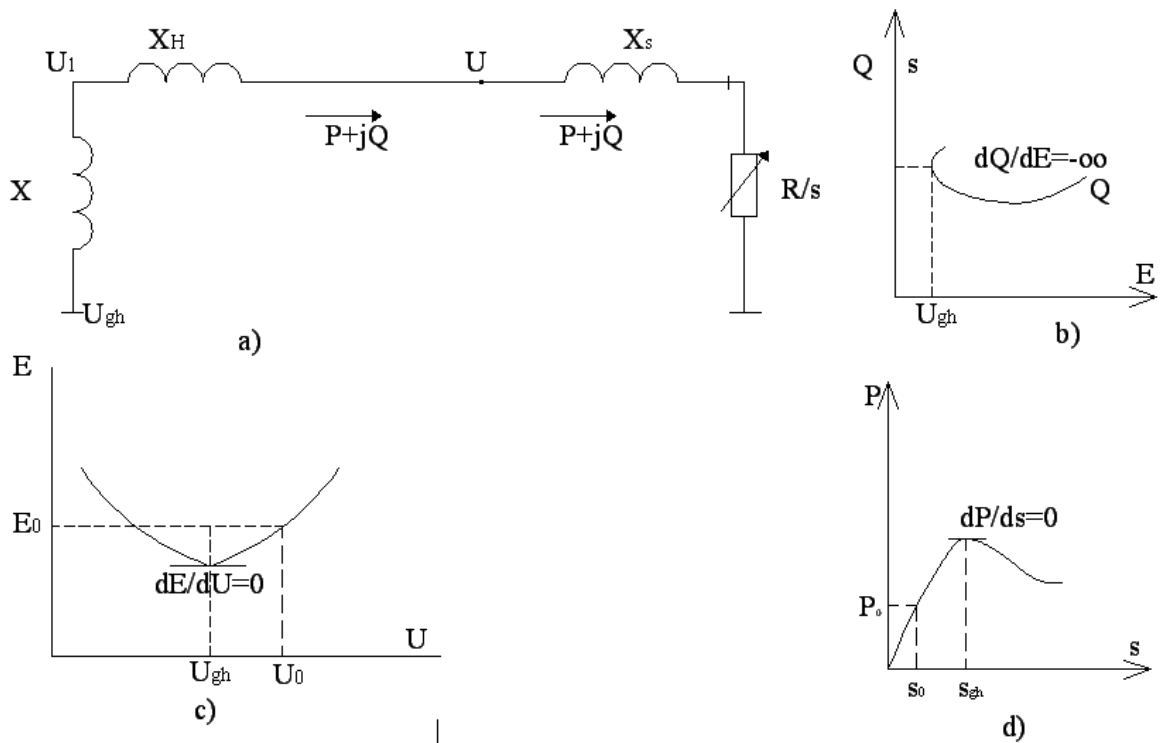 U1
XH
U
Xs
P+jQ
P+jQ
X
R/s
Ugh
a)
Q
s
dQ/dE=-oo
Q
E
Ugh
b)
E
E0
dE/dU=0
U
Ugh
U0
c)
P
dP/ds=0
P0
s
s0
sgh
d)